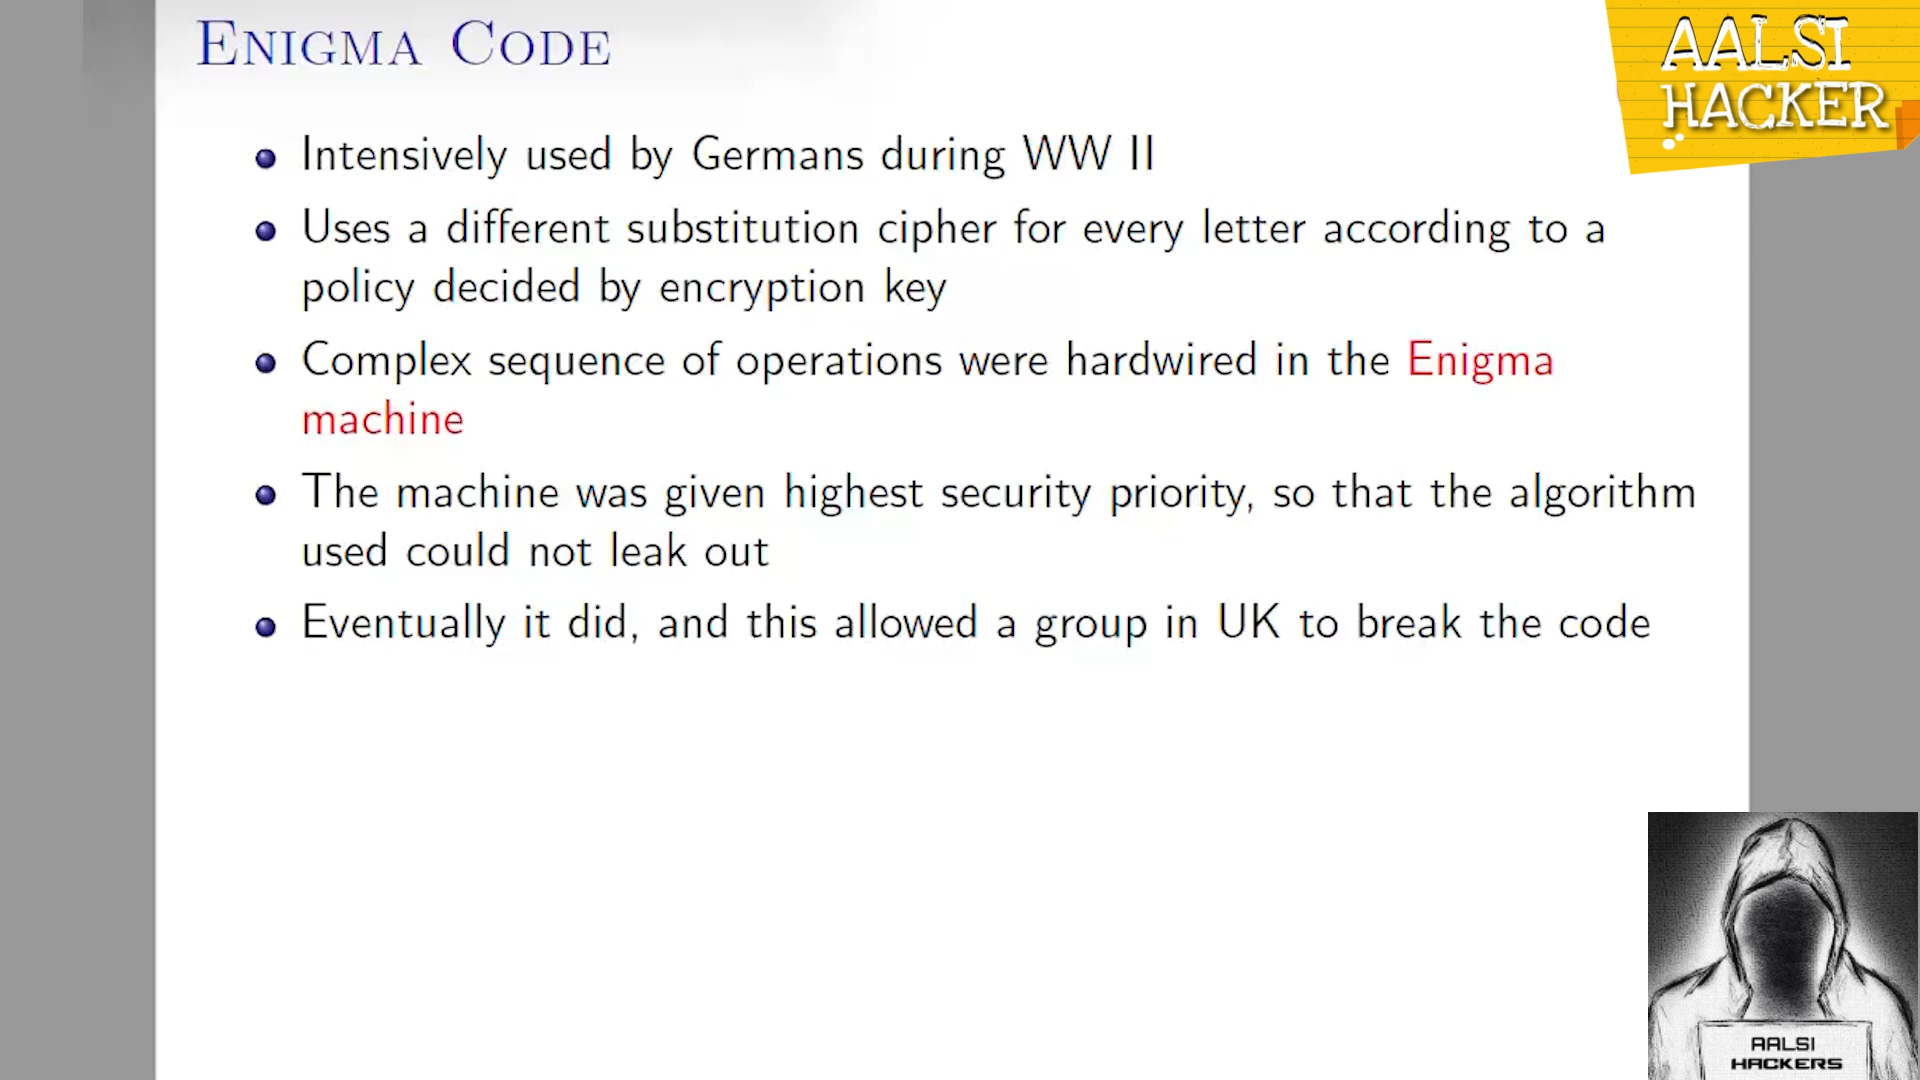 ENIGMA CODE
AALSI
HACKER
Intensively used by Germans during WW II
Uses a different substitution cipher for every letter according to a
policy decided by encryption key
Complex sequence of operations were hardwired in the Enigma
machine
The machine was given highest security priority, so that the algorithm
used could not leak out
Eventually it did, and this allowed a group in UK to break the code
AALSI
HACKERS